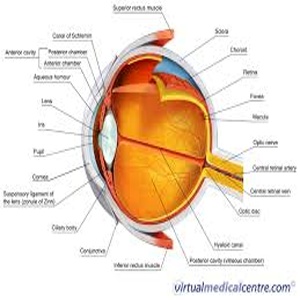 Superior rectus muscle
Sclera
Choroid
Retina
Fovea
Macula
Optic nerve
Central retinal artery
Central retinal vein
Optic disc
Hyaloid canal
Posterior cavity (vitreous chamber)
Inferior rectus muscle
Conjunctiva
Ciliary body
Suspensory ligament of
the lens (zonule of Zinn)
Cornea
Pupil
Iris
Lens
Aqueous humour
Anterior chamber
Posterior chamber
Anterior cavity
Canal of Schlemm
©virtualmedicalcentre.com